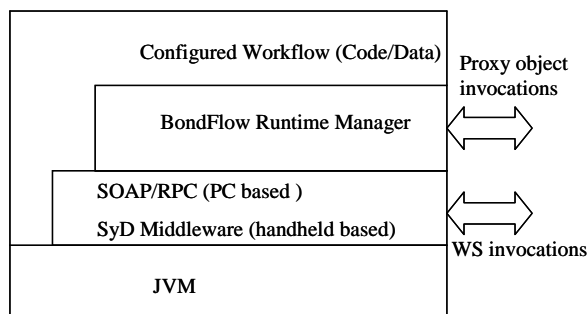 Configured Workflow (Code/Data)
Proxy object
invocations
BondFlow Runtime Manager
SOAP/RPC (PC based )
SyD Middleware (handheld based)
WS invocations
JVM